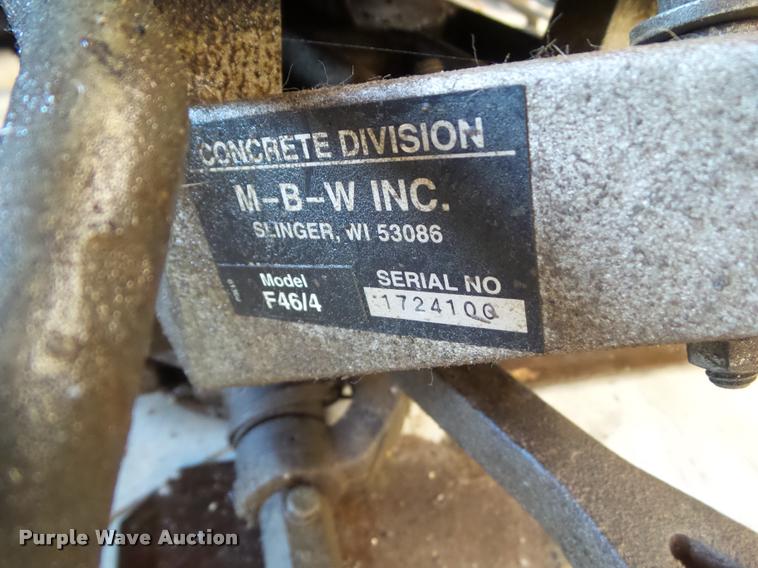 CONCRETE DIVISION
M-B-W INC.
SLINGER, WI 53086
Model
F46/4
SERIAL NO
1724100
Purple Wave Auction